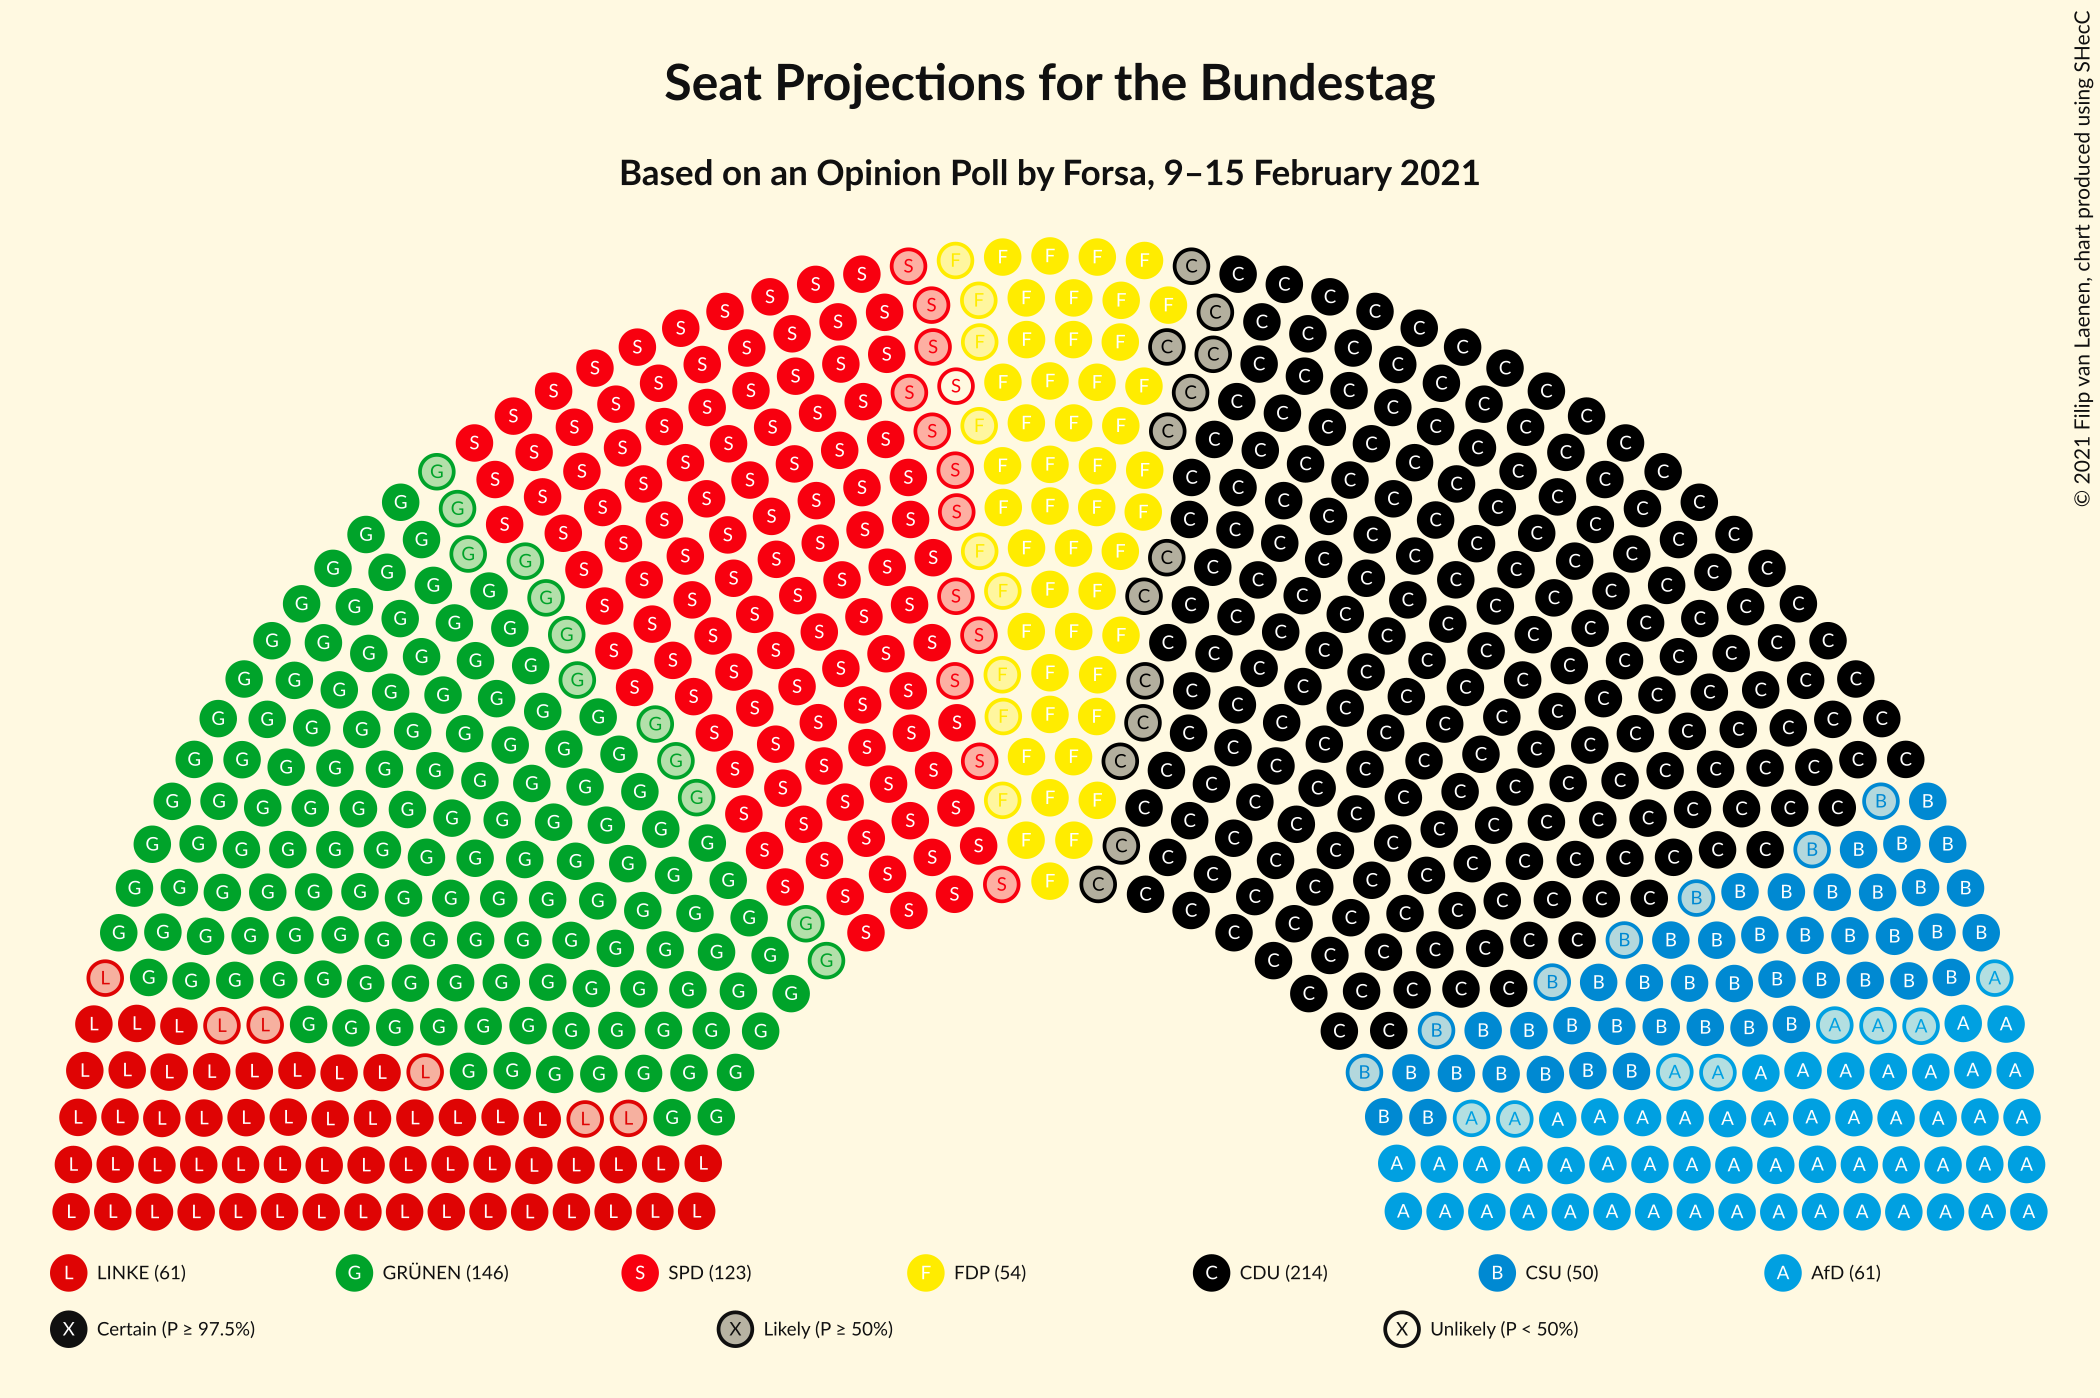 Seat Projections for the Bundestag
Based on an Opinion Poll by Forsa, 9–15 February 2021
© 2021 Filip van Laenen, chart produced using SHecC
L LINKE (61) G GRÜNEN (146) S SPD (123) F FDP (54) C CDU (214) B CSU (50) A AfD (61)
X Certain (P ≥ 97.5%) X Likely (P ≥ 50%) X Unlikely (P < 50%)